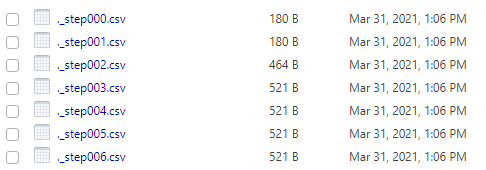 ._step000.csv 180 B Mar 31, 2021, 1:06 PM
._step001.csv 180 B Mar 31, 2021, 1:06 PM
._step002.csv 464 B Mar 31, 2021, 1:06 PM
._step003.csv 521 B Mar 31, 2021, 1:06 PM
._step004.csv 521 B Mar 31, 2021, 1:06 PM
._step005.csv 521 B Mar 31, 2021, 1:06 PM
._step006.csv 521 B Mar 31, 2021, 1:06 PM